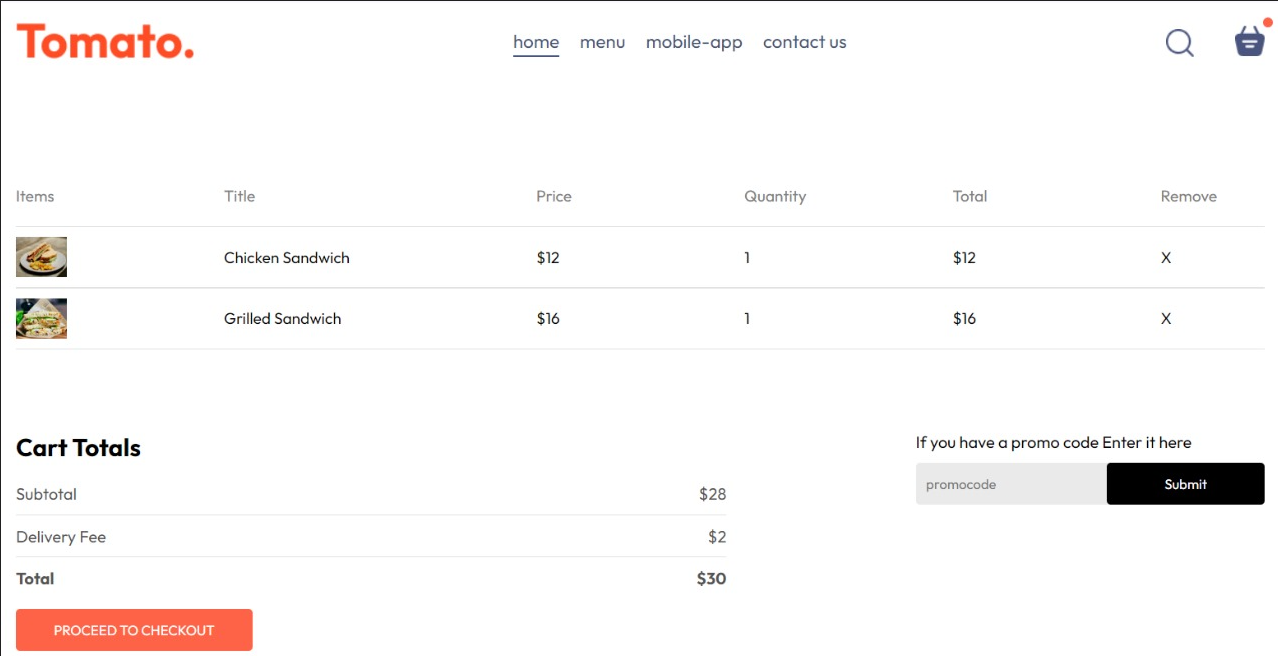 Tomato.
home menu mobile-app contact us
Items Title Price Quantity Total Remove
Chicken Sandwich $12 1 $12 X
Grilled Sandwich $16 1 $16 X
Cart Totals
Subtotal $28
Delivery Fee $2
Total $30
PROCEED TO CHECKOUT
If you have a promo code Enter it here
promocode Submit